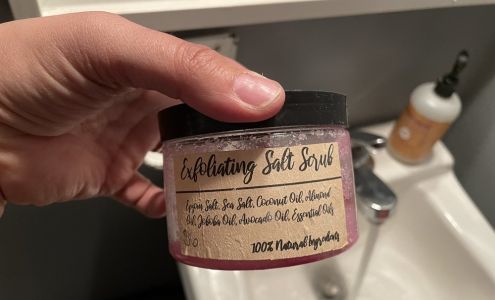 Exfoliating Salt Scrub
Epsom Salt, Sea Salt, Coconut Oil, Almond
Oil, Jojoba Oil, Avocado Oil, Essential Oils
100% Natural Ingredients